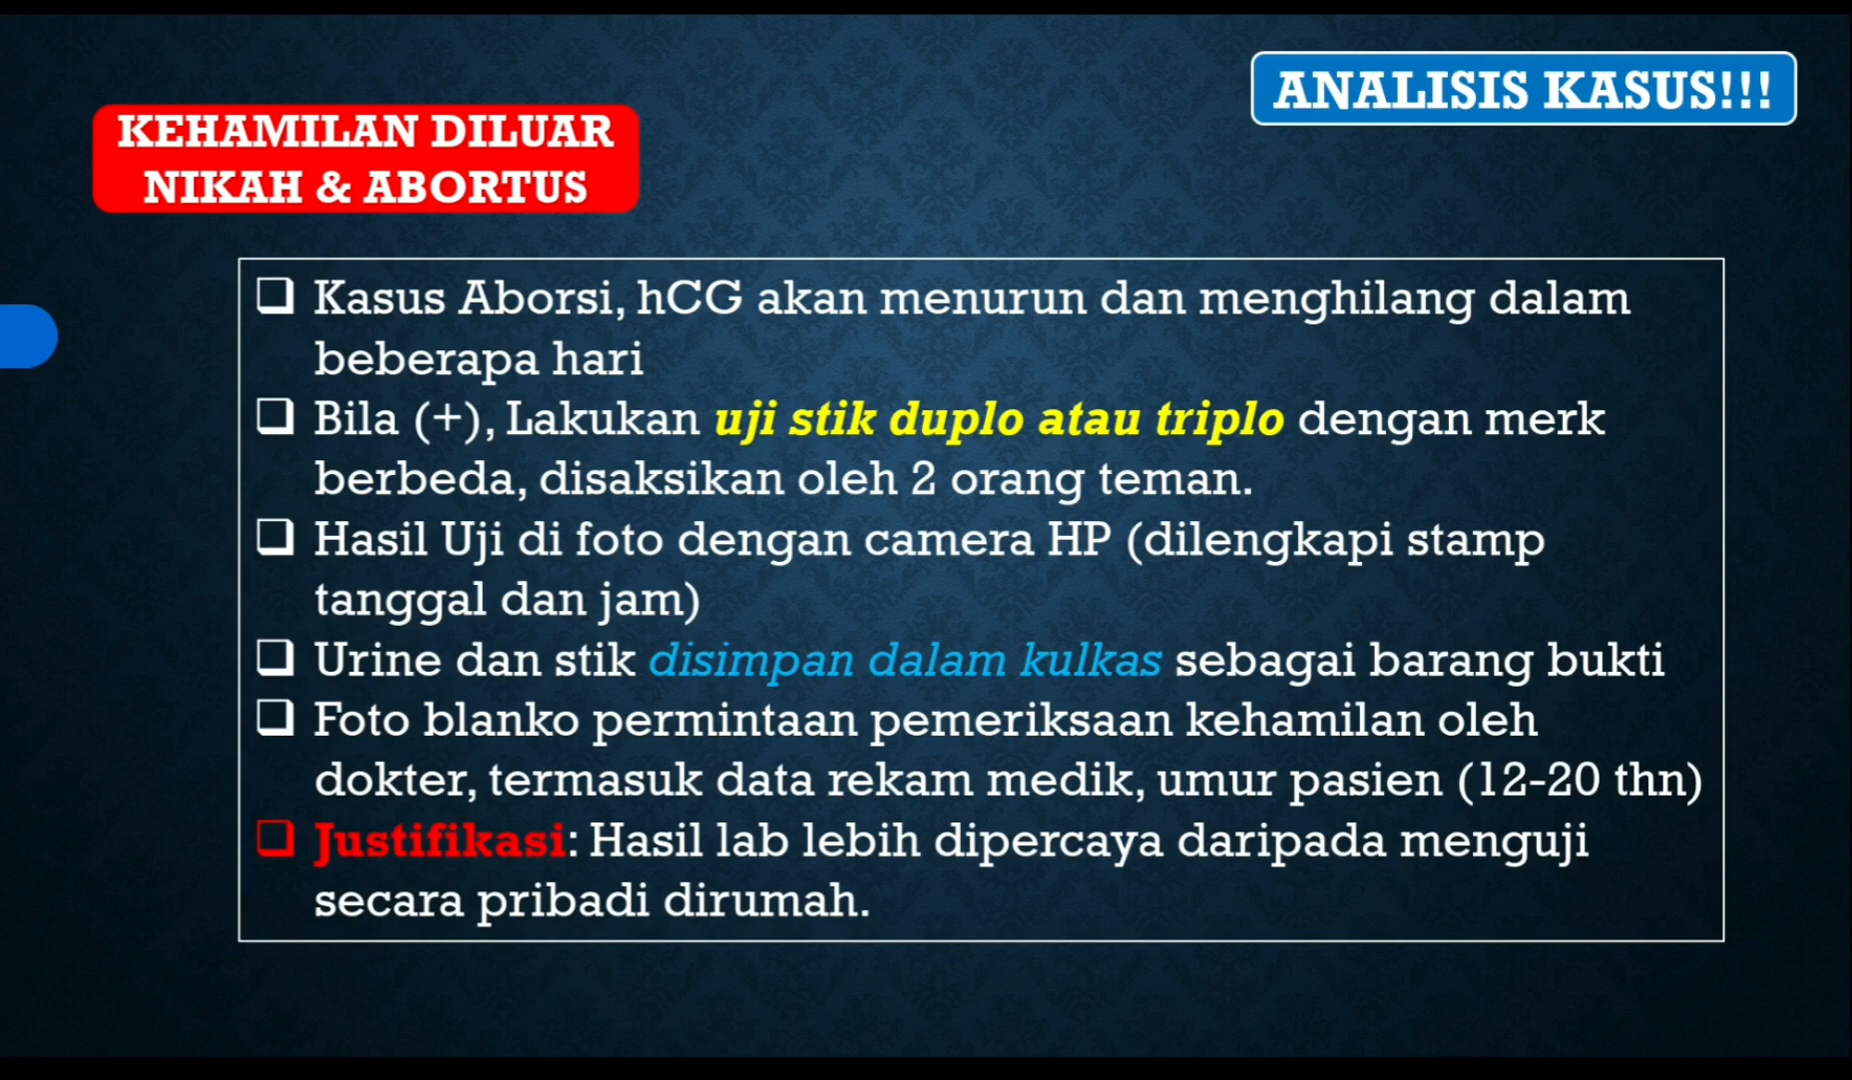 ANALISIS KASUS!!!
KEHAMILAN DILUAR
NIKAH & ABORTUS
❑ Kasus Aborsi, hCG akan menurun dan menghilang dalam
beberapa hari
❑ Bila (+), Lakukan uji stik duplo atau triplo dengan merk
berbeda, disaksikan oleh 2 orang teman.
❑ Hasil Uji di foto dengan camera HP (dilengkapi stamp
tanggal dan jam)
❑ Urine dan stik disimpan dalam kulkas sebagai barang bukti
❑ Foto blanko permintaan pemeriksaan kehamilan oleh
dokter, termasuk data rekam medik, umur pasien (12-20 thn)
❑ Justifikasi: Hasil lab lebih dipercaya daripada menguji
secara pribadi dirumah.